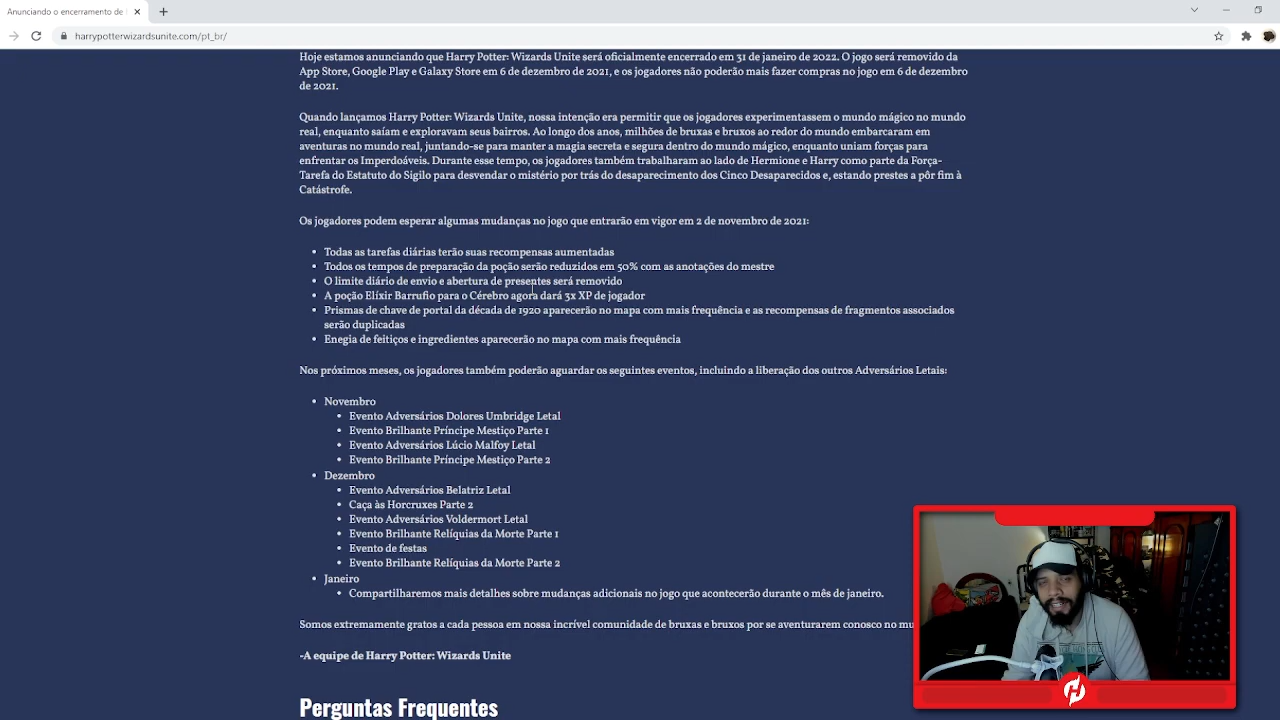 Anunciando o encerramento de
harrypotterwizardsunite.com/pt_br/
Hoje estamos anunciando que Harry Potter: Wizards Unite será oficialmente encerrado em 31 de janeiro de 2022. O jogo será removido da
App Store, Google Play e Galaxy Store em 6 de dezembro de 2021, e os jogadores não poderão mais fazer compras no jogo em 6 de dezembro
de 2021.
Quando lançamos Harry Potter: Wizards Unite, nossa intenção era permitir que os jogadores experimentassem o mundo mágico no mundo
real, enquanto saíam e exploravam seus bairros. Ao longo dos anos, milhões de bruxas e bruxos ao redor do mundo embarcaram em
aventuras no mundo real, juntando-se para manter a magia secreta e segura dentro do mundo mágico, enquanto uniam forças para
enfrentar os Imperdoáveis. Durante esse tempo, os jogadores também trabalharam ao lado de Hermione e Harry como parte da Força-
Tarefa do Estatuto do Sigilo para desvendar o mistério por trás do desaparecimento dos Cinco Desaparecidos e, estando prestes a pôr fim à
Catástrofe.
Os jogadores podem esperar algumas mudanças no jogo que entrarão em vigor em 2 de novembro de 2021:
• Todas as tarefas diárias terão suas recompensas aumentadas
• Todos os tempos de preparação da poção serão reduzidos em 50% com as anotações do mestre
• O limite diário de envio e abertura de presentes será removido
• A poção Elíxir Barrufio para o Cérebro agora dará 3x XP de jogador
• Prismas de chave de portal da década de 1920 aparecerão no mapa com mais frequência e as recompensas de fragmentos associados
serão duplicadas
• Enegia de feitiços e ingredientes aparecerão no mapa com mais frequência
Nos próximos meses, os jogadores também poderão aguardar os seguintes eventos, incluindo a liberação dos outros Adversários Letais:
• Novembro
• Evento Adversários Dolores Umbridge Letal
• Evento Brilhante Príncipe Mestiço Parte 1
• Evento Adversários Lúcio Malfoy Letal
• Evento Brilhante Príncipe Mestiço Parte 2
• Dezembro
• Evento Adversários Belatriz Letal
• Caça às Horcruxes Parte 2
• Evento Adversários Voldermort Letal
• Evento Brilhante Relíquias da Morte Parte 1
• Evento de festas
• Evento Brilhante Relíquias da Morte Parte 2
• Janeiro
• Compartilharemos mais detalhes sobre mudanças adicionais no jogo que acontecerão durante o mês de janeiro.
Somos extremamente gratos a cada pessoa em nossa incrível comunidade de bruxas e bruxos por se aventurarem conosco no mu
-A equipe de Harry Potter: Wizards Unite
Perguntas Frequentes